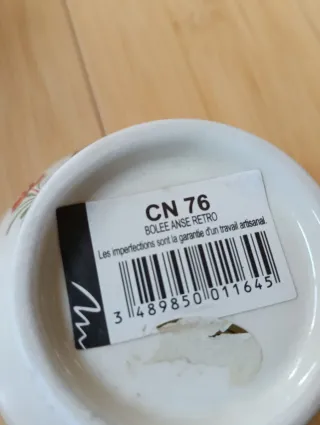 CN 76
BOLEE ANSE RETRO
Les imperfections sont la garantie d'un travail artisanal.
3 489850 011645